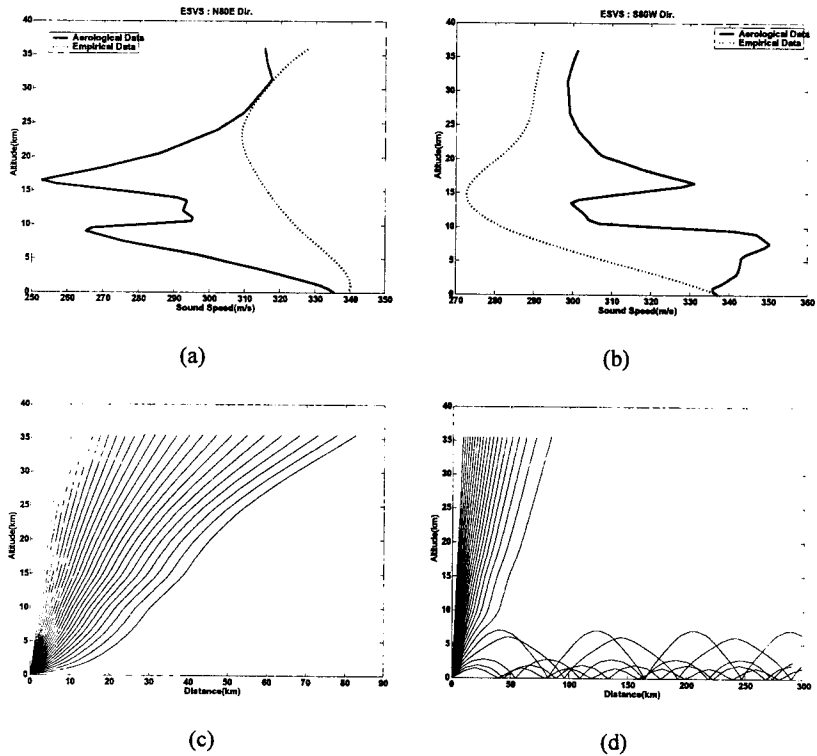 ESVS : N80E Dir.
Aerological Data
Empirical Data
Altitude(km)
40
35
30
25
20
15
10
5
0
250 260 270 280 290 300 310 320 330 340 350
Sound Speed(m/s)
(a)
ESVS : S80W Dir.
Aerological Data
Empirical Data
Altitude(km)
40
35
30
25
20
15
10
5
0
270 280 290 300 310 320 330 340 350 360
Sound Speed(m/s)
(b)
Altitude(km)
40
35
30
25
20
15
10
5
0
0 10 20 30 40 50 60 70 80 90
Distance(km)
(c)
Altitude(km)
40
35
30
25
20
15
10
5
0
0 50 100 150 200 250 300
Distance(km)
(d)